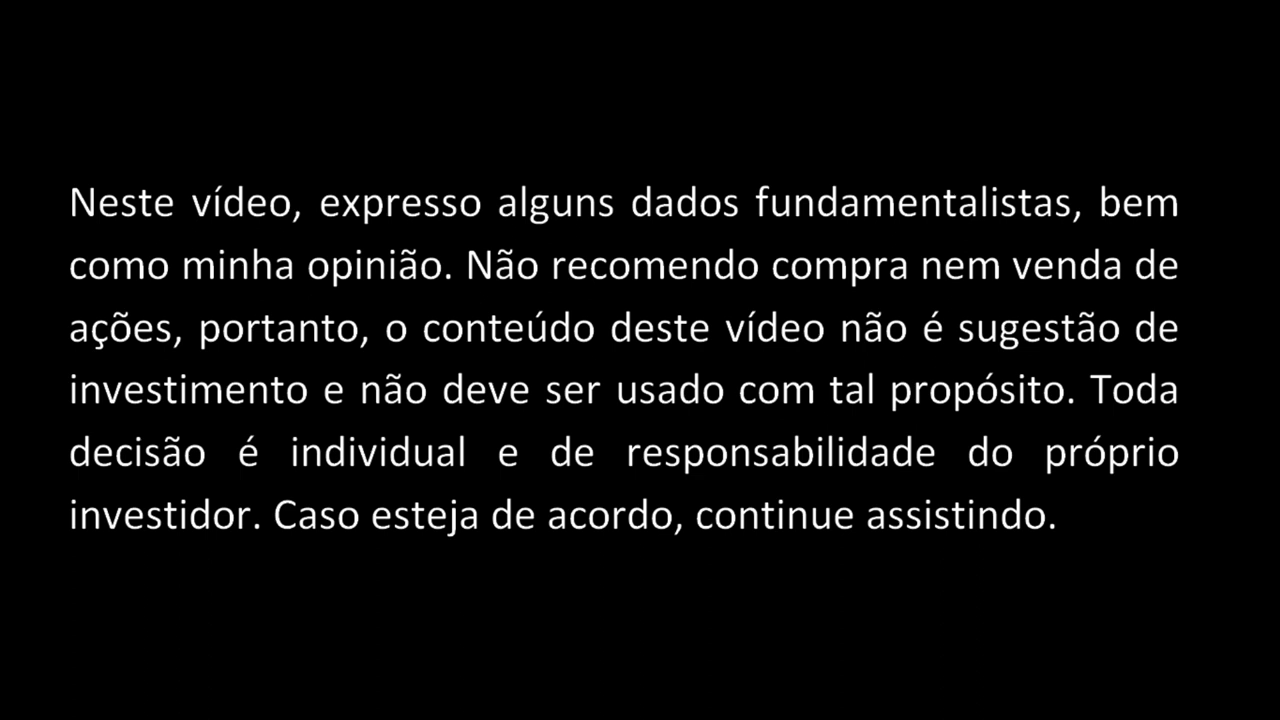 Neste vídeo, expresso alguns dados fundamentalistas, bem
como minha opinião. Não recomendo compra nem venda de
ações, portanto, o conteúdo deste vídeo não é sugestão de
investimento e não deve ser usado com tal propósito. Toda
decisão é individual e de responsabilidade do próprio
investidor. Caso esteja de acordo, continue assistindo.